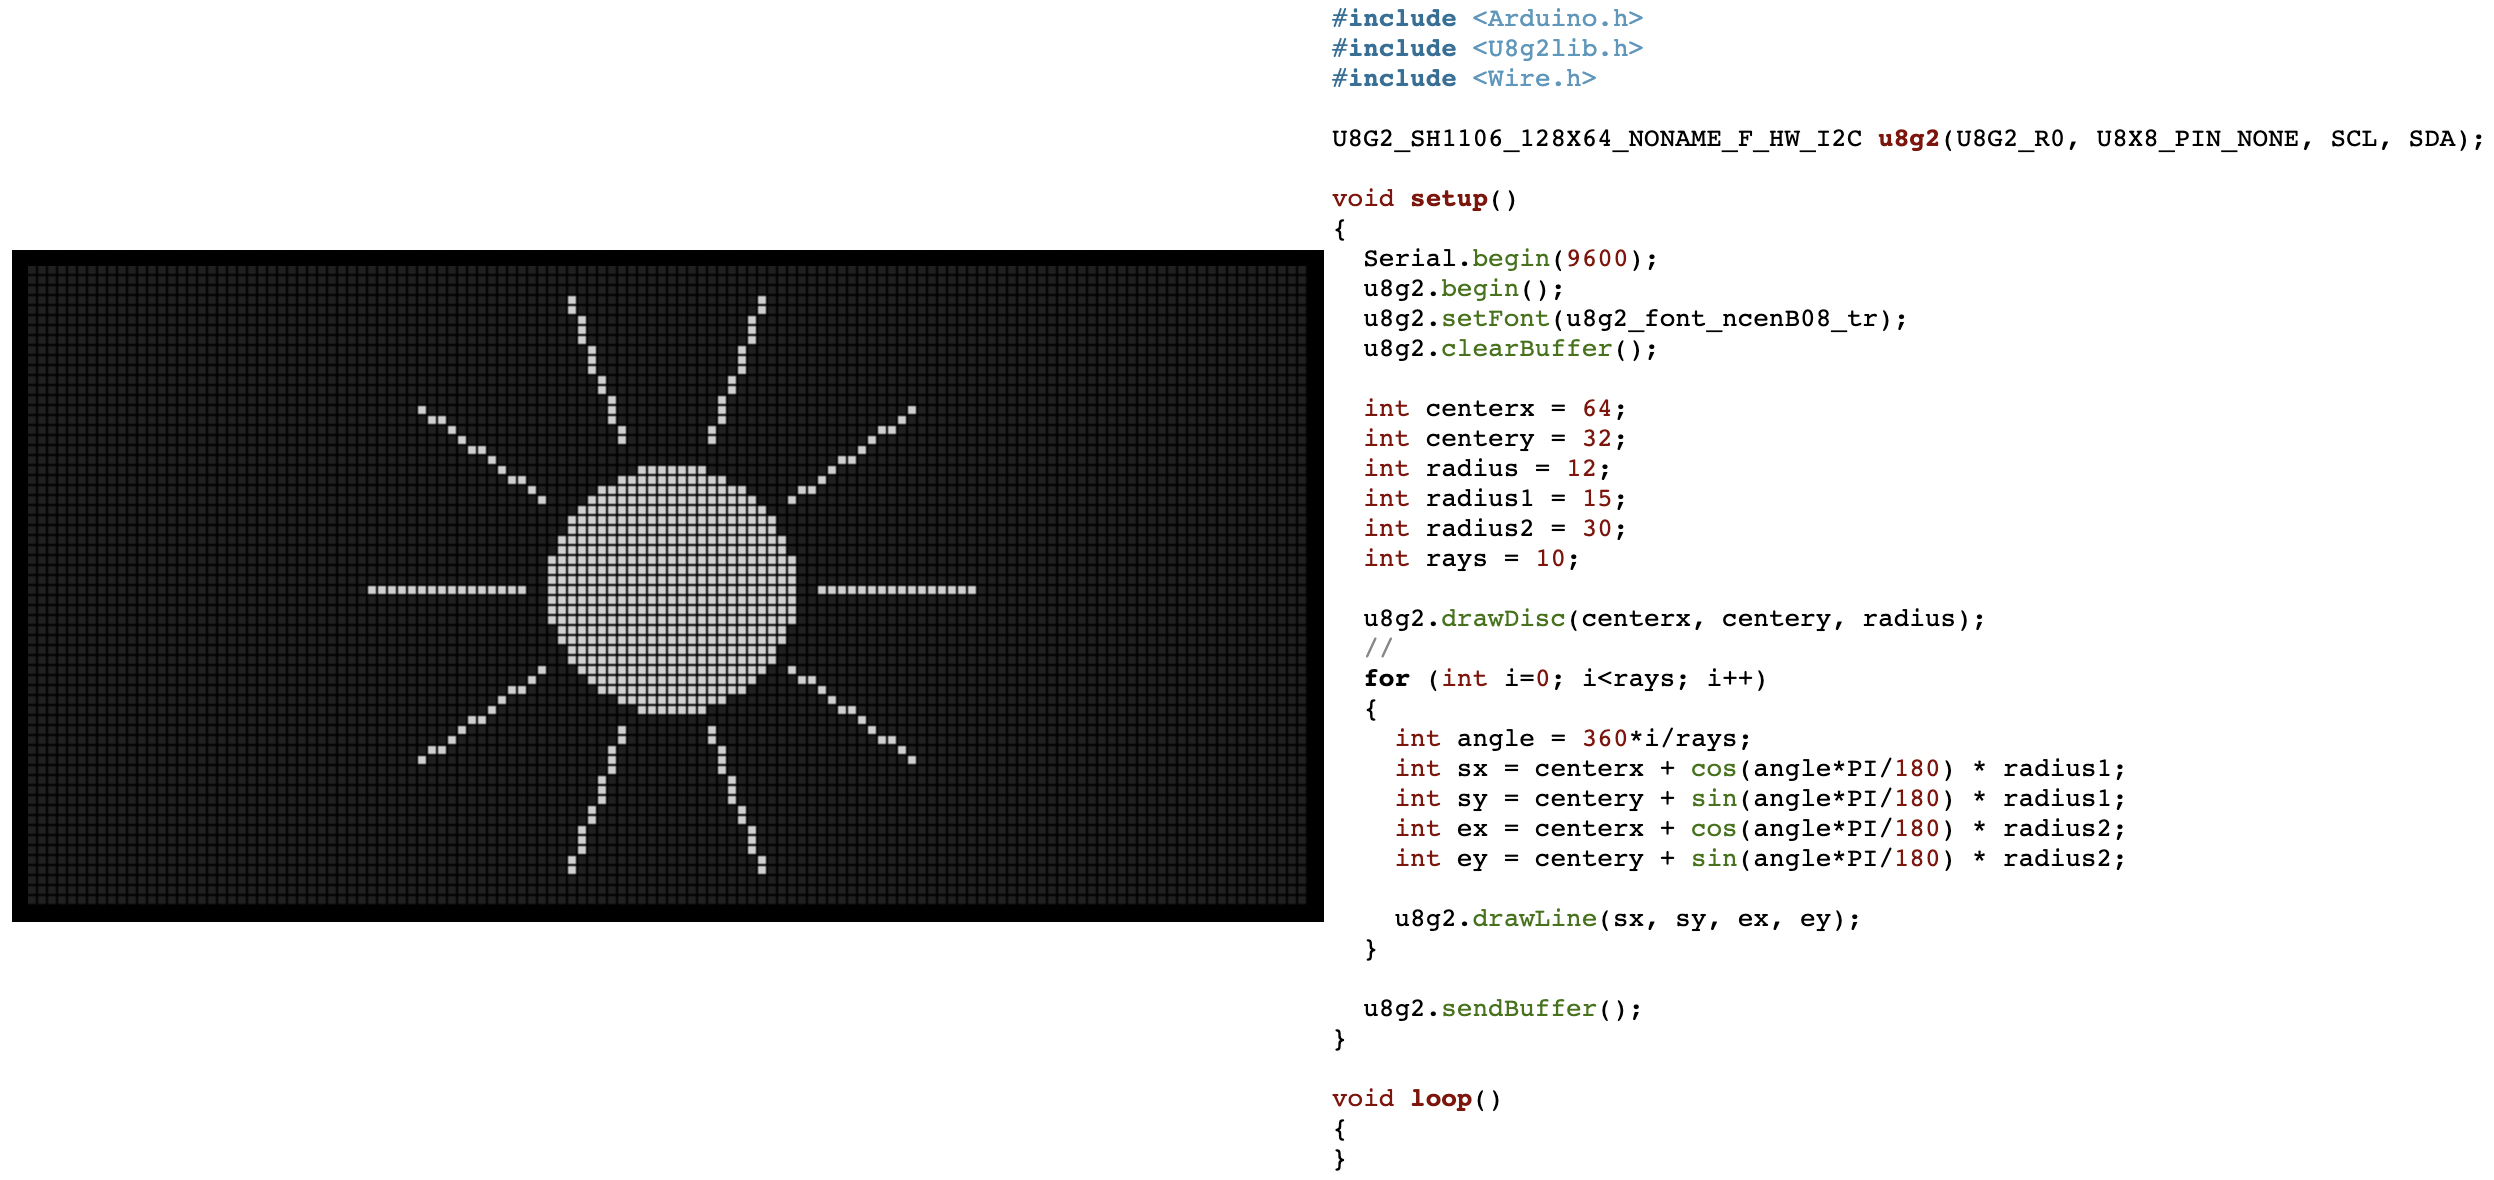 #include <Arduino.h>
#include <U8g2lib.h>
#include <Wire.h>
U8G2_SH1106_128X64_NONAME_F_HW_I2C u8g2(U8G2_R0, U8X8_PIN_NONE, SCL, SDA);
void setup()
{
  Serial.begin(9600);
  u8g2.begin();
  u8g2.setFont(u8g2_font_ncenB08_tr);
  u8g2.clearBuffer();
  int centerx = 64;
  int centery = 32;
  int radius = 12;
  int radius1 = 15;
  int radius2 = 30;
  int rays = 10;
  u8g2.drawDisc(centerx, centery, radius);
  //
  for (int i=0; i<rays; i++)
  {
    int angle = 360*i/rays;
    int sx = centerx + cos(angle*PI/180) * radius1;
    int sy = centery + sin(angle*PI/180) * radius1;
    int ex = centerx + cos(angle*PI/180) * radius2;
    int ey = centery + sin(angle*PI/180) * radius2;
    u8g2.drawLine(sx, sy, ex, ey);
  }
  u8g2.sendBuffer();
}
void loop()
{
}